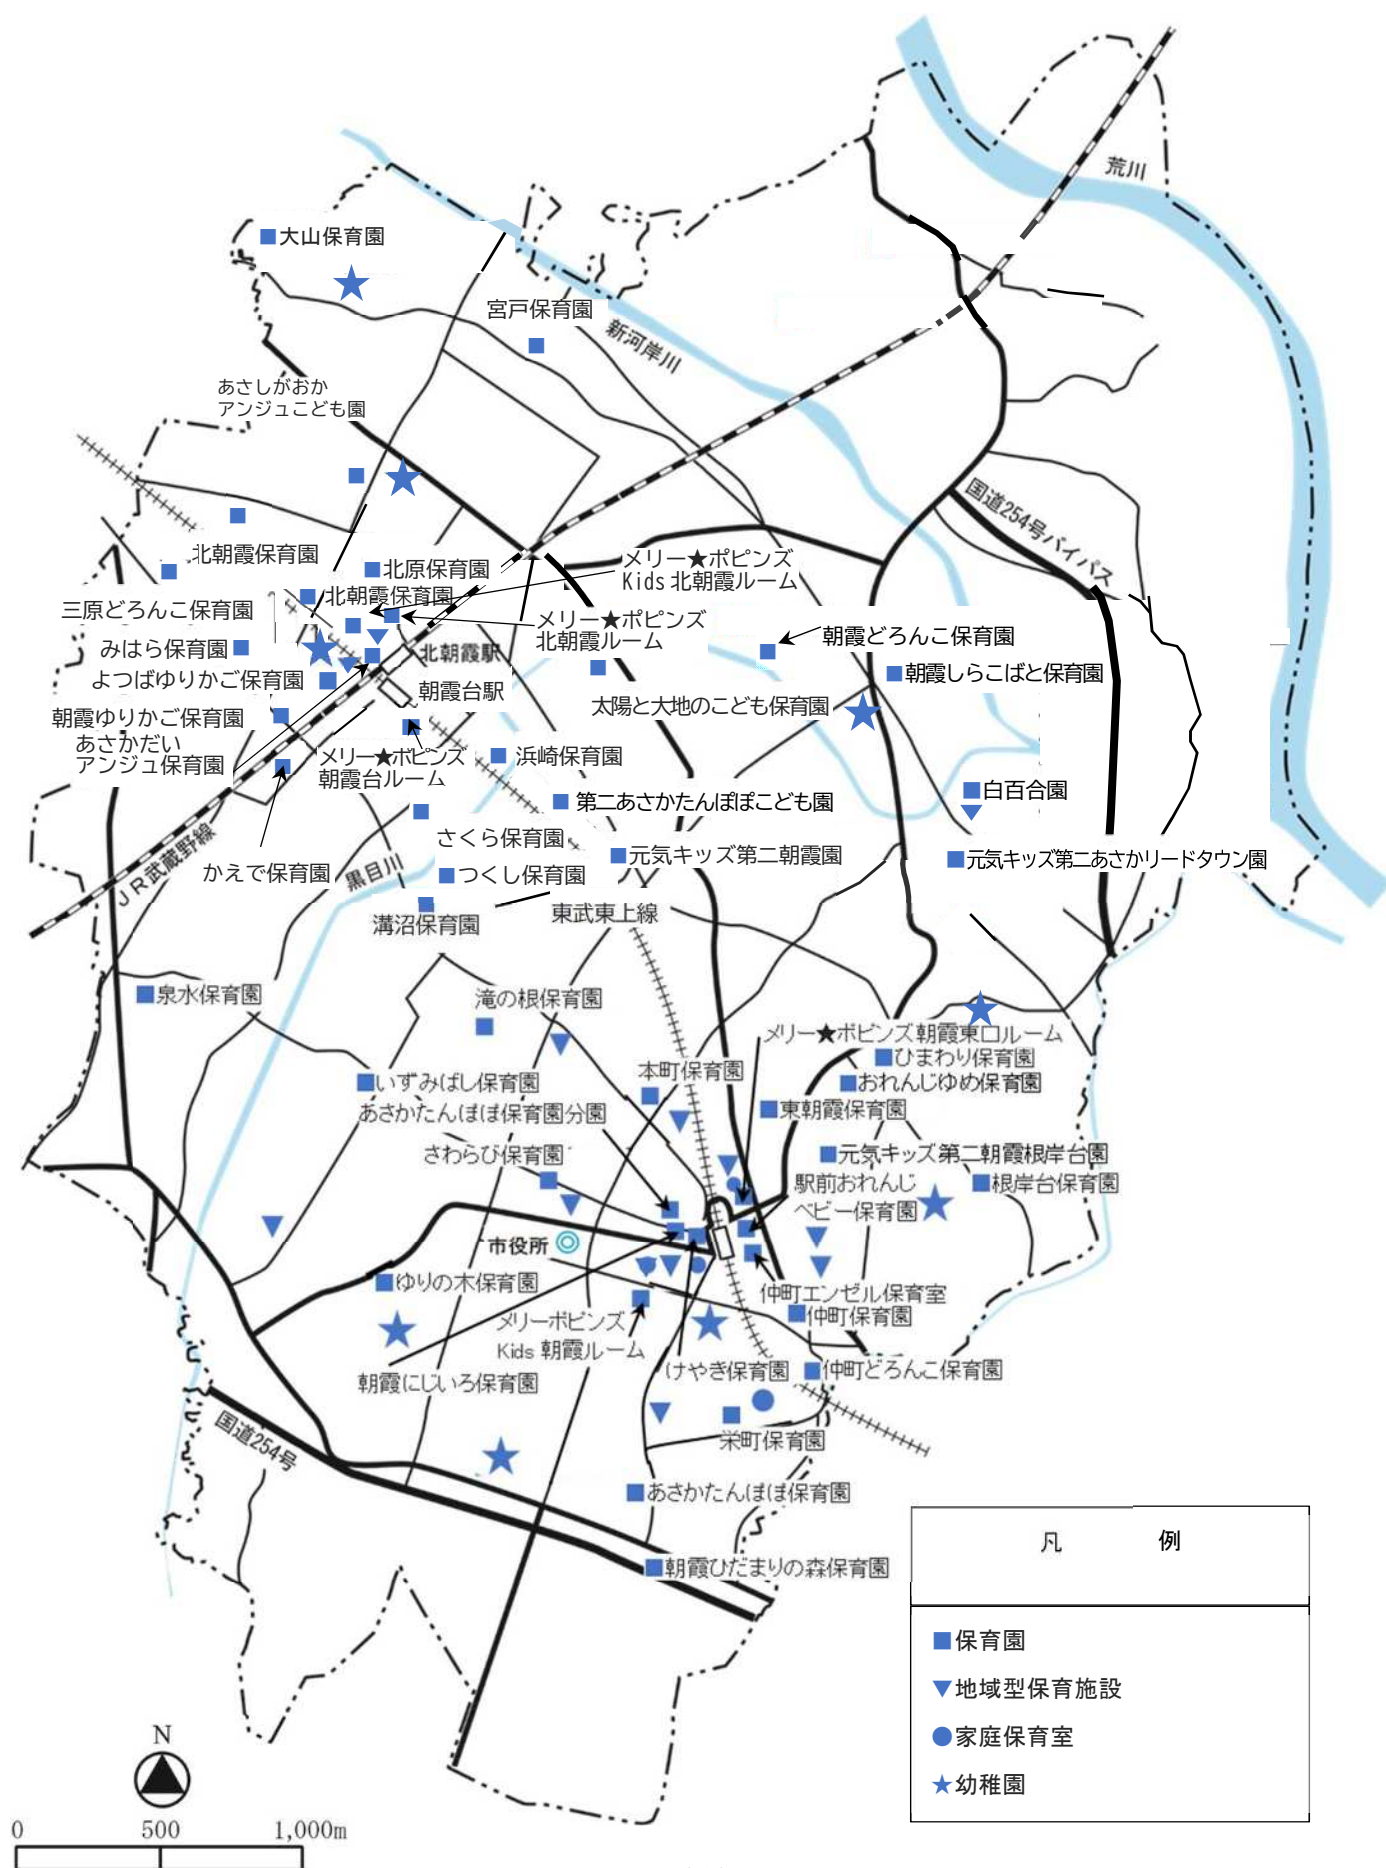 荒川
■大山保育園
宮戸保育園
新河岸川
あさしがおか
アンジュこども園
国道254号バイパス
北朝霞保育園
■北原保育園
メリー★ポピンズ
Kids 北朝霞ルーム
北朝霞保育園
三原どろんこ保育園
メリー★ポピンズ
北朝霞ルーム
朝霞どろんこ保育園
みはら保育園
北朝霞駅
よつばゆりかご保育園
朝霞台駅
■朝霞しらこばと保育園
太陽と大地のこども保育園
朝霞ゆりかご保育園
あさかだい
アンジュ保育園
メリー★ポピンズ
朝霞台ルーム
浜崎保育園
■白百合園
第二あさかたんぽぽこども園
さくら保育園
■元気キッズ第二朝霞園
■元気キッズ第二あさかリードタウン園
JR武蔵野線
かえで保育園
黒目川
■つくし保育園
溝沼保育園
東武東上線
■泉水保育園
滝の根保育園
メリー★ポピンズ朝霞東口ルーム
■ひまわり保育園
本町保育園
■いずみばし保育園
■おれんじゆめ保育園
あさかたんぽぽ保育園分園
■東朝霞保育園
さわらび保育園
■元気キッズ第二朝霞根岸台園
駅前おれんじ
ベビー保育園
■根岸台保育園
市役所◎
■ゆりの木保育園
仲町エンゼル保育室
■仲町保育園
メリーポピンズ
Kids 朝霞ルーム
けやき保育園
■仲町どろんこ保育園
朝霞にじいろ保育園
栄町保育園
国道254号
■あさかたんぽぽ保育園
■朝霞ひだまりの森保育園
凡 例
■保育園
▼地域型保育施設
●家庭保育室
★幼稚園
N
0 500 1,000m